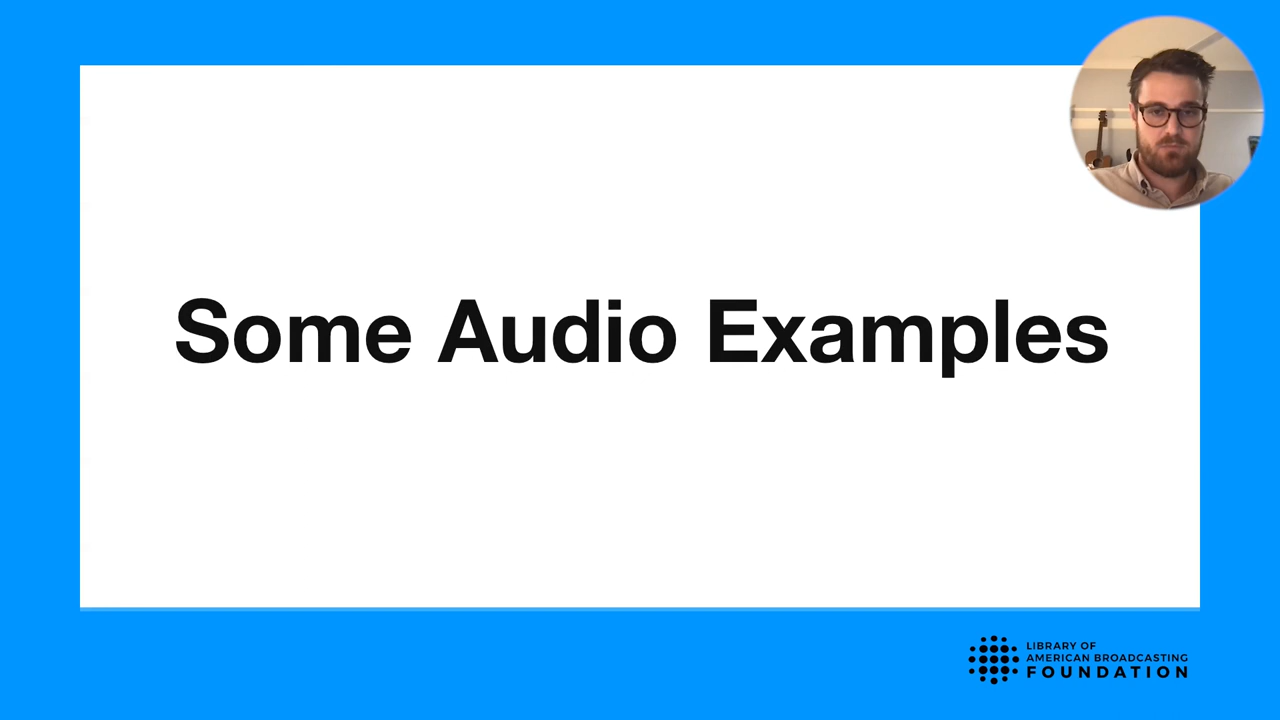 Some Audio Examples
LIBRARY OF
AMERICAN BROADCASTING
FOUNDATION